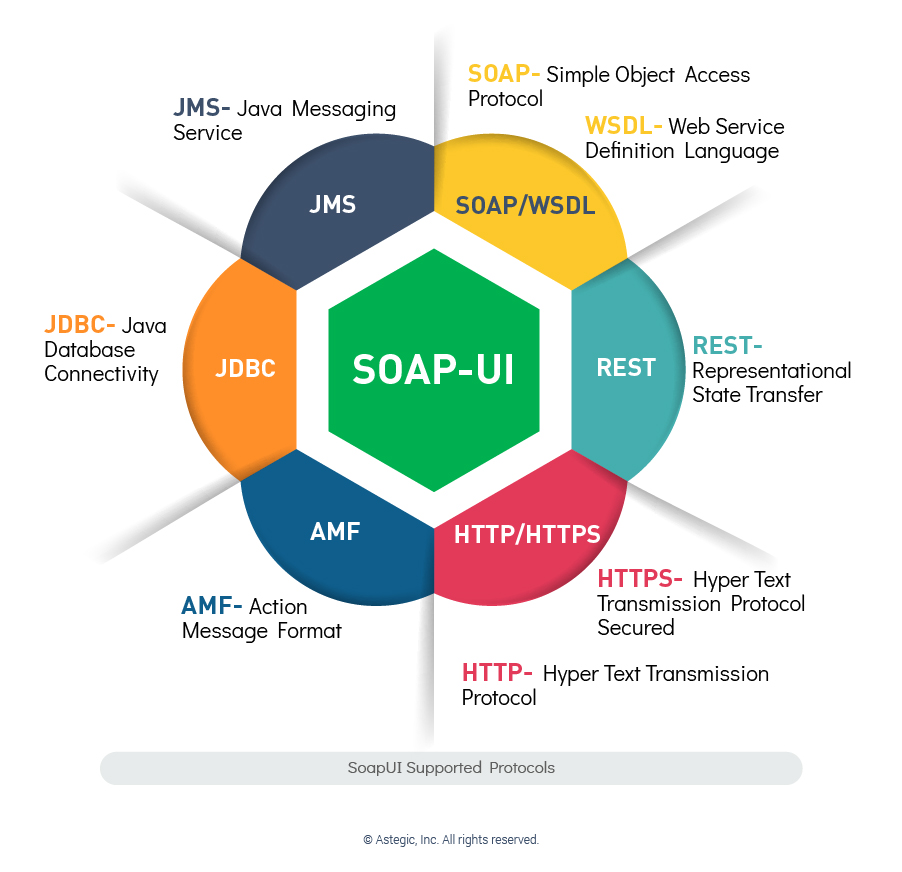 SOAP- Simple Object Access
Protocol
WSDL- Web Service
Definition Language
JMS- Java Messaging
Service
JMS
SOAP/WSDL
JDBC- Java
Database
Connectivity
JDBC
SOAP-UI
REST
REST-
Representational
State Transfer
AMF
HTTP/HTTPS
HTTPS- Hyper Text
Transmission Protocol
Secured
AMF- Action
Message Format
HTTP- Hyper Text Transmission
Protocol
SoapUI Supported Protocols
© Astegic, Inc. All rights reserved.